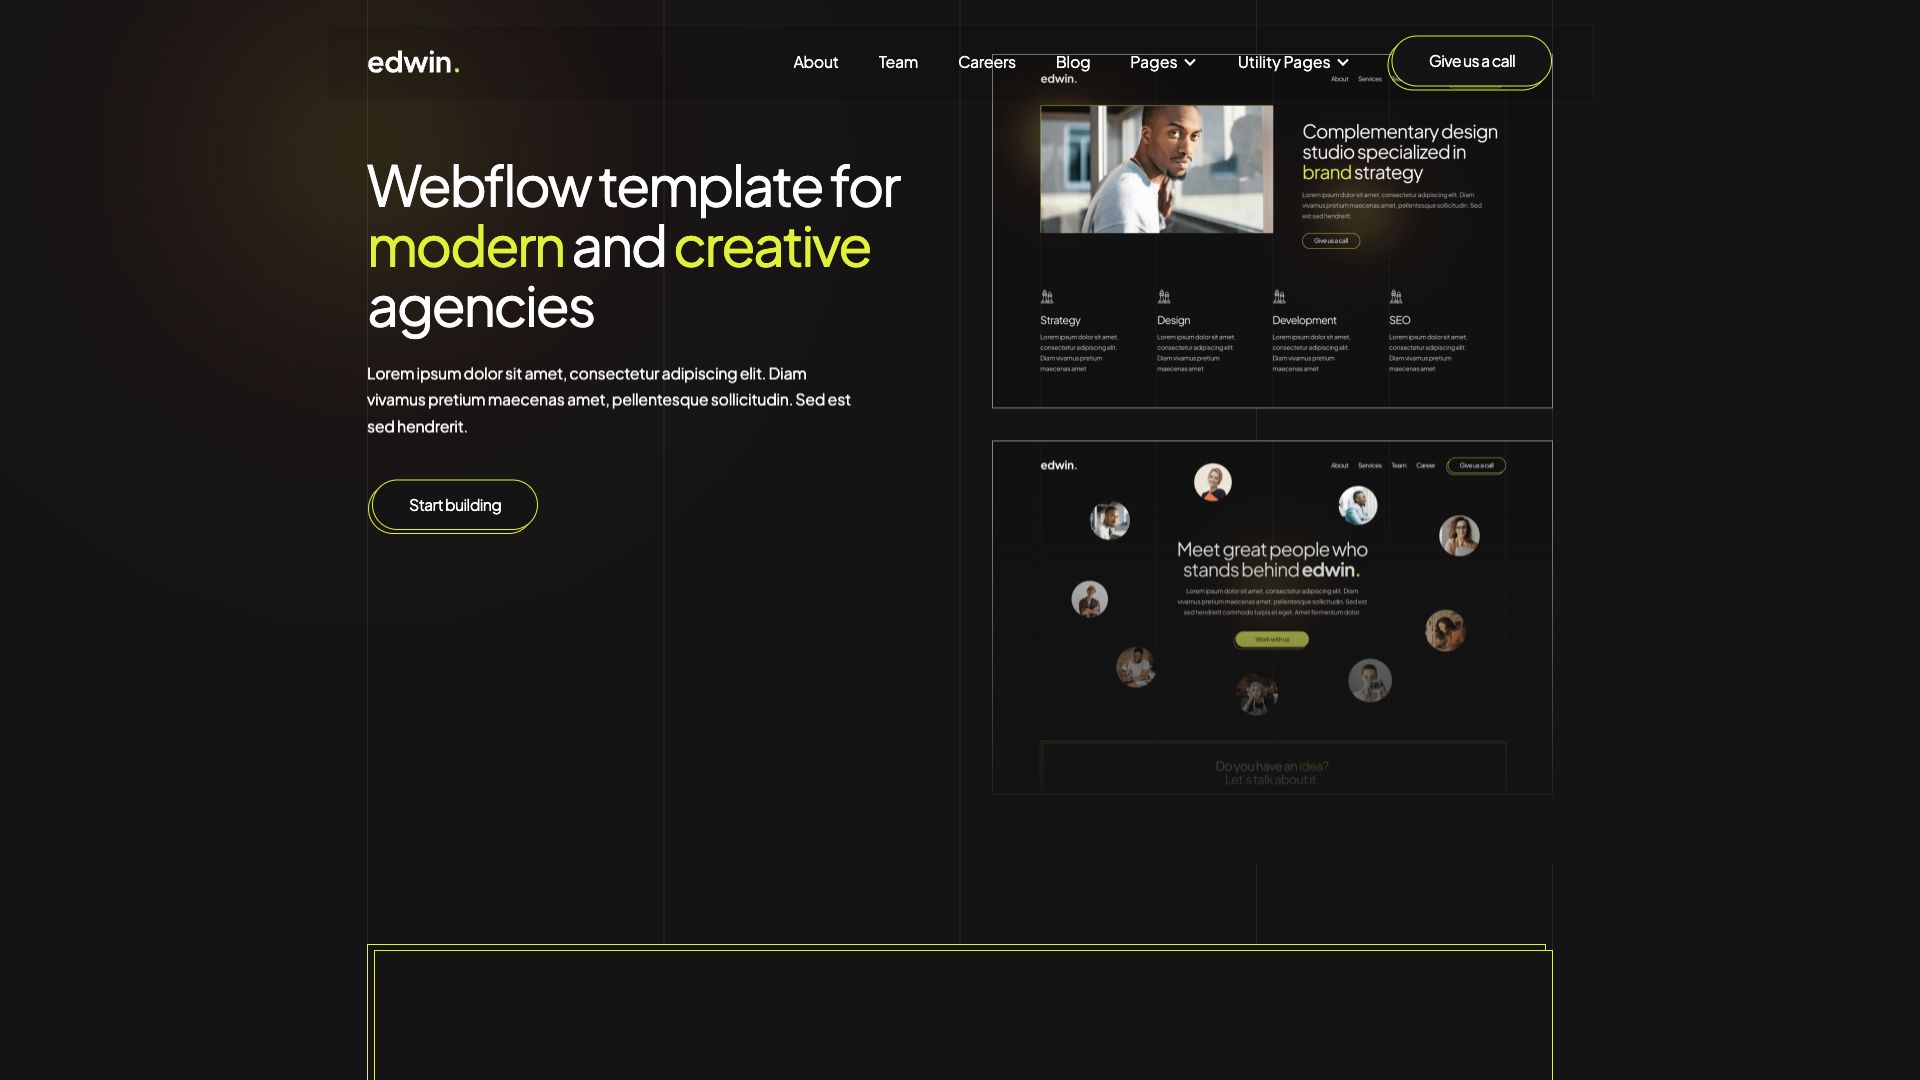 edwin.
About Team Careers Blog Pages Utility Pages Give us a call
Webflow template for
modern and creative
agencies
Lorem ipsum dolor sit amet, consectetur adipiscing elit. Diam
vivamus pretium maecenas amet, pellentesque sollicitudin. Sed est
sed hendrerit.
Start building
edwin.
About Services
Complementary design
studio specialized in
brand strategy
Lorem ipsum dolor sit amet, consectetur adipiscing elit. Diam
vivamus pretium maecenas amet, pellentesque sollicitudin. Sed
est sed hendrerit.
Give us a call
Strategy
Lorem ipsum dolor sit amet,
consectetur adipiscing elit.
Diam vivamus pretium
maecenas amet
Design
Lorem ipsum dolor sit amet,
consectetur adipiscing elit.
Diam vivamus pretium
maecenas amet
Development
Lorem ipsum dolor sit amet,
consectetur adipiscing elit.
Diam vivamus pretium
maecenas amet
SEO
Lorem ipsum dolor sit amet,
consectetur adipiscing elit.
Diam vivamus pretium
maecenas amet
edwin.
About Services Team Career Give us a call
Meet great people who
stands behind edwin.
Lorem ipsum dolor sit amet, consectetur adipiscing elit. Diam
vivamus pretium maecenas amet, pellentesque sollicitudin. Sed est
sed hendrerit commodo turpis et eget. Amet fermentum dolor.
Work with us
Do you have an idea?
Let's talk about it.